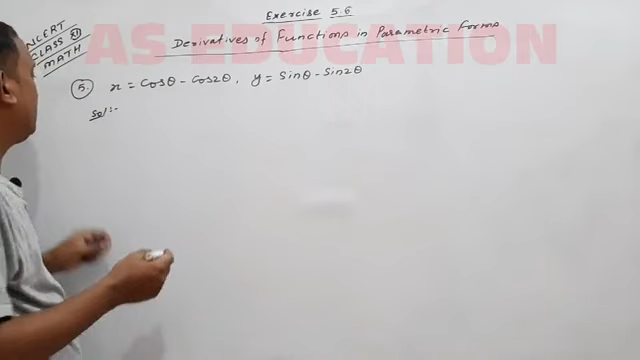 Exercise 5.6
AS EDUCATION
Derivatives of Functions in Parametric Forms
NCERT
CLASS XII
MATH
5. x = Cosθ - Cos2θ, y = Sinθ - Sin2θ
Sol:-